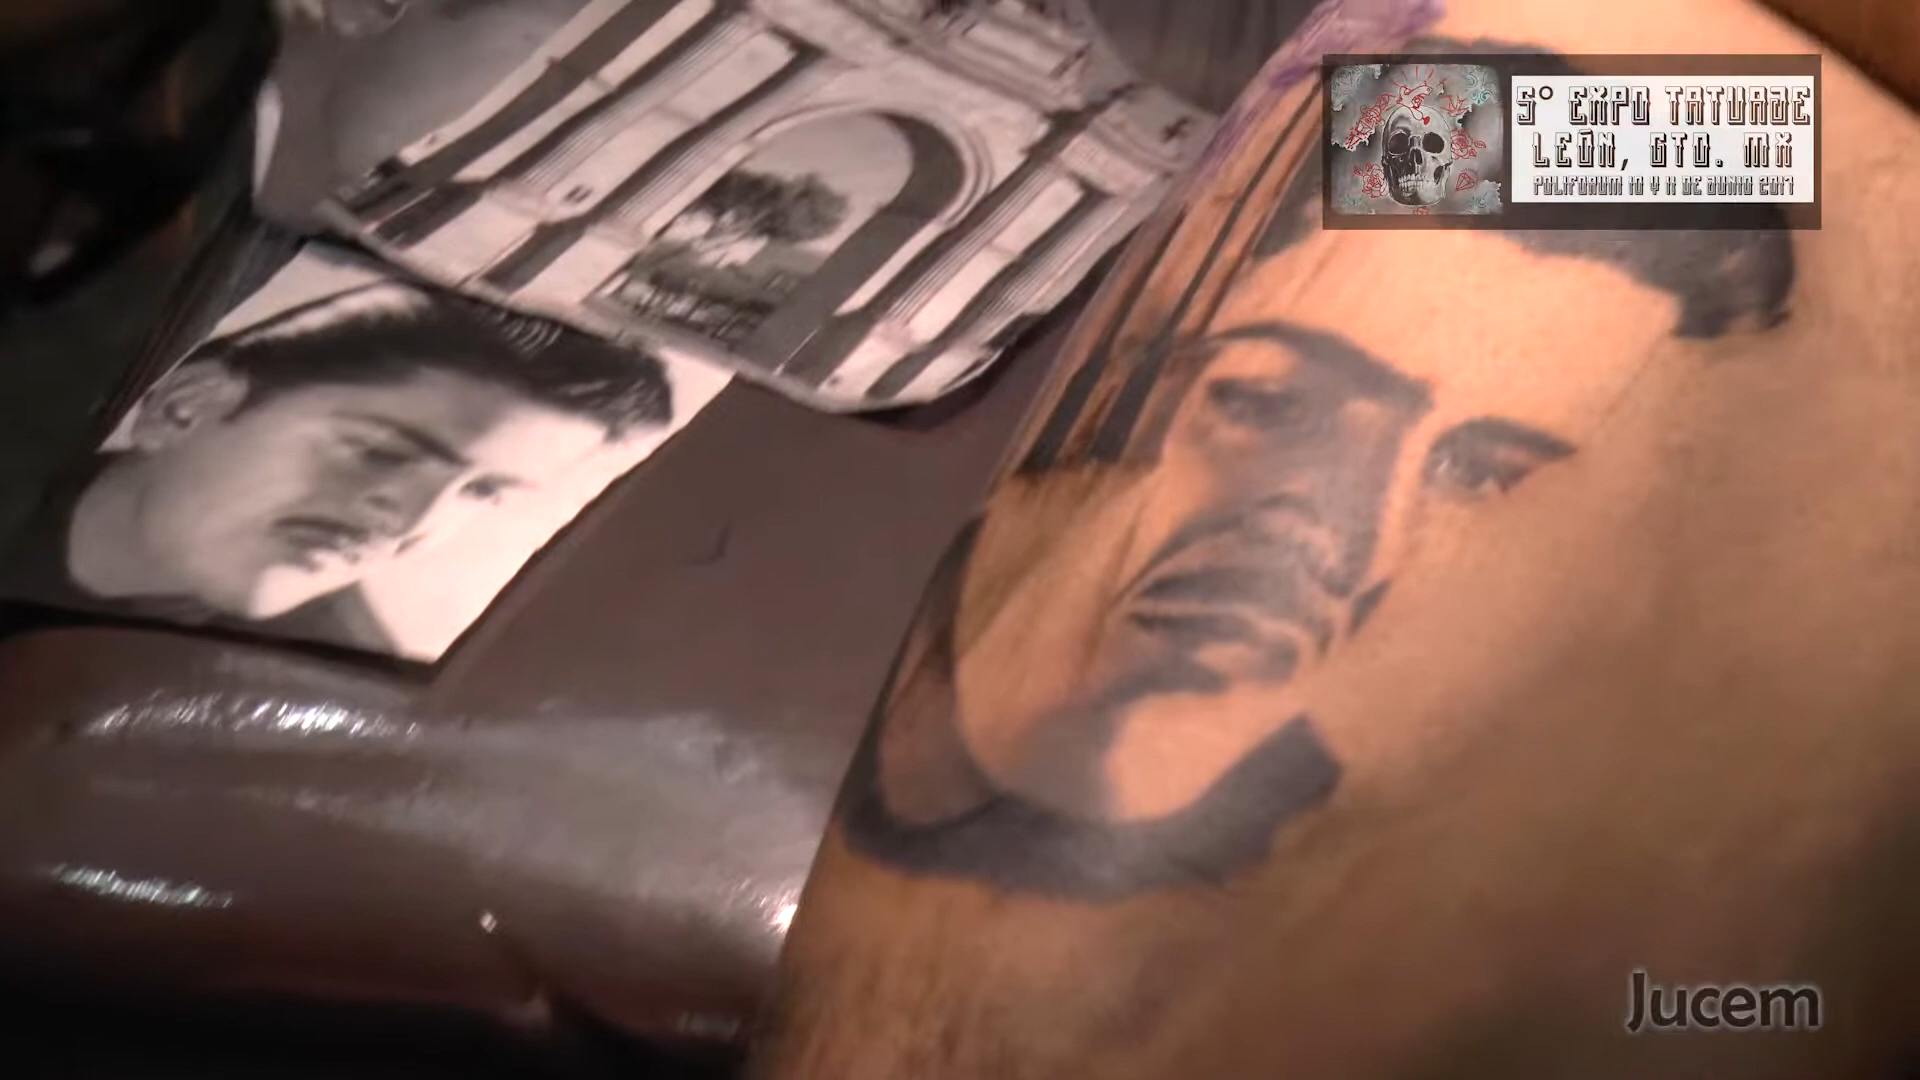 5° EXPO TATUAJE
LEÓN, GTO. MX
POLIFORUM 10 Y 11 DE JUNIO 2017
Jucem